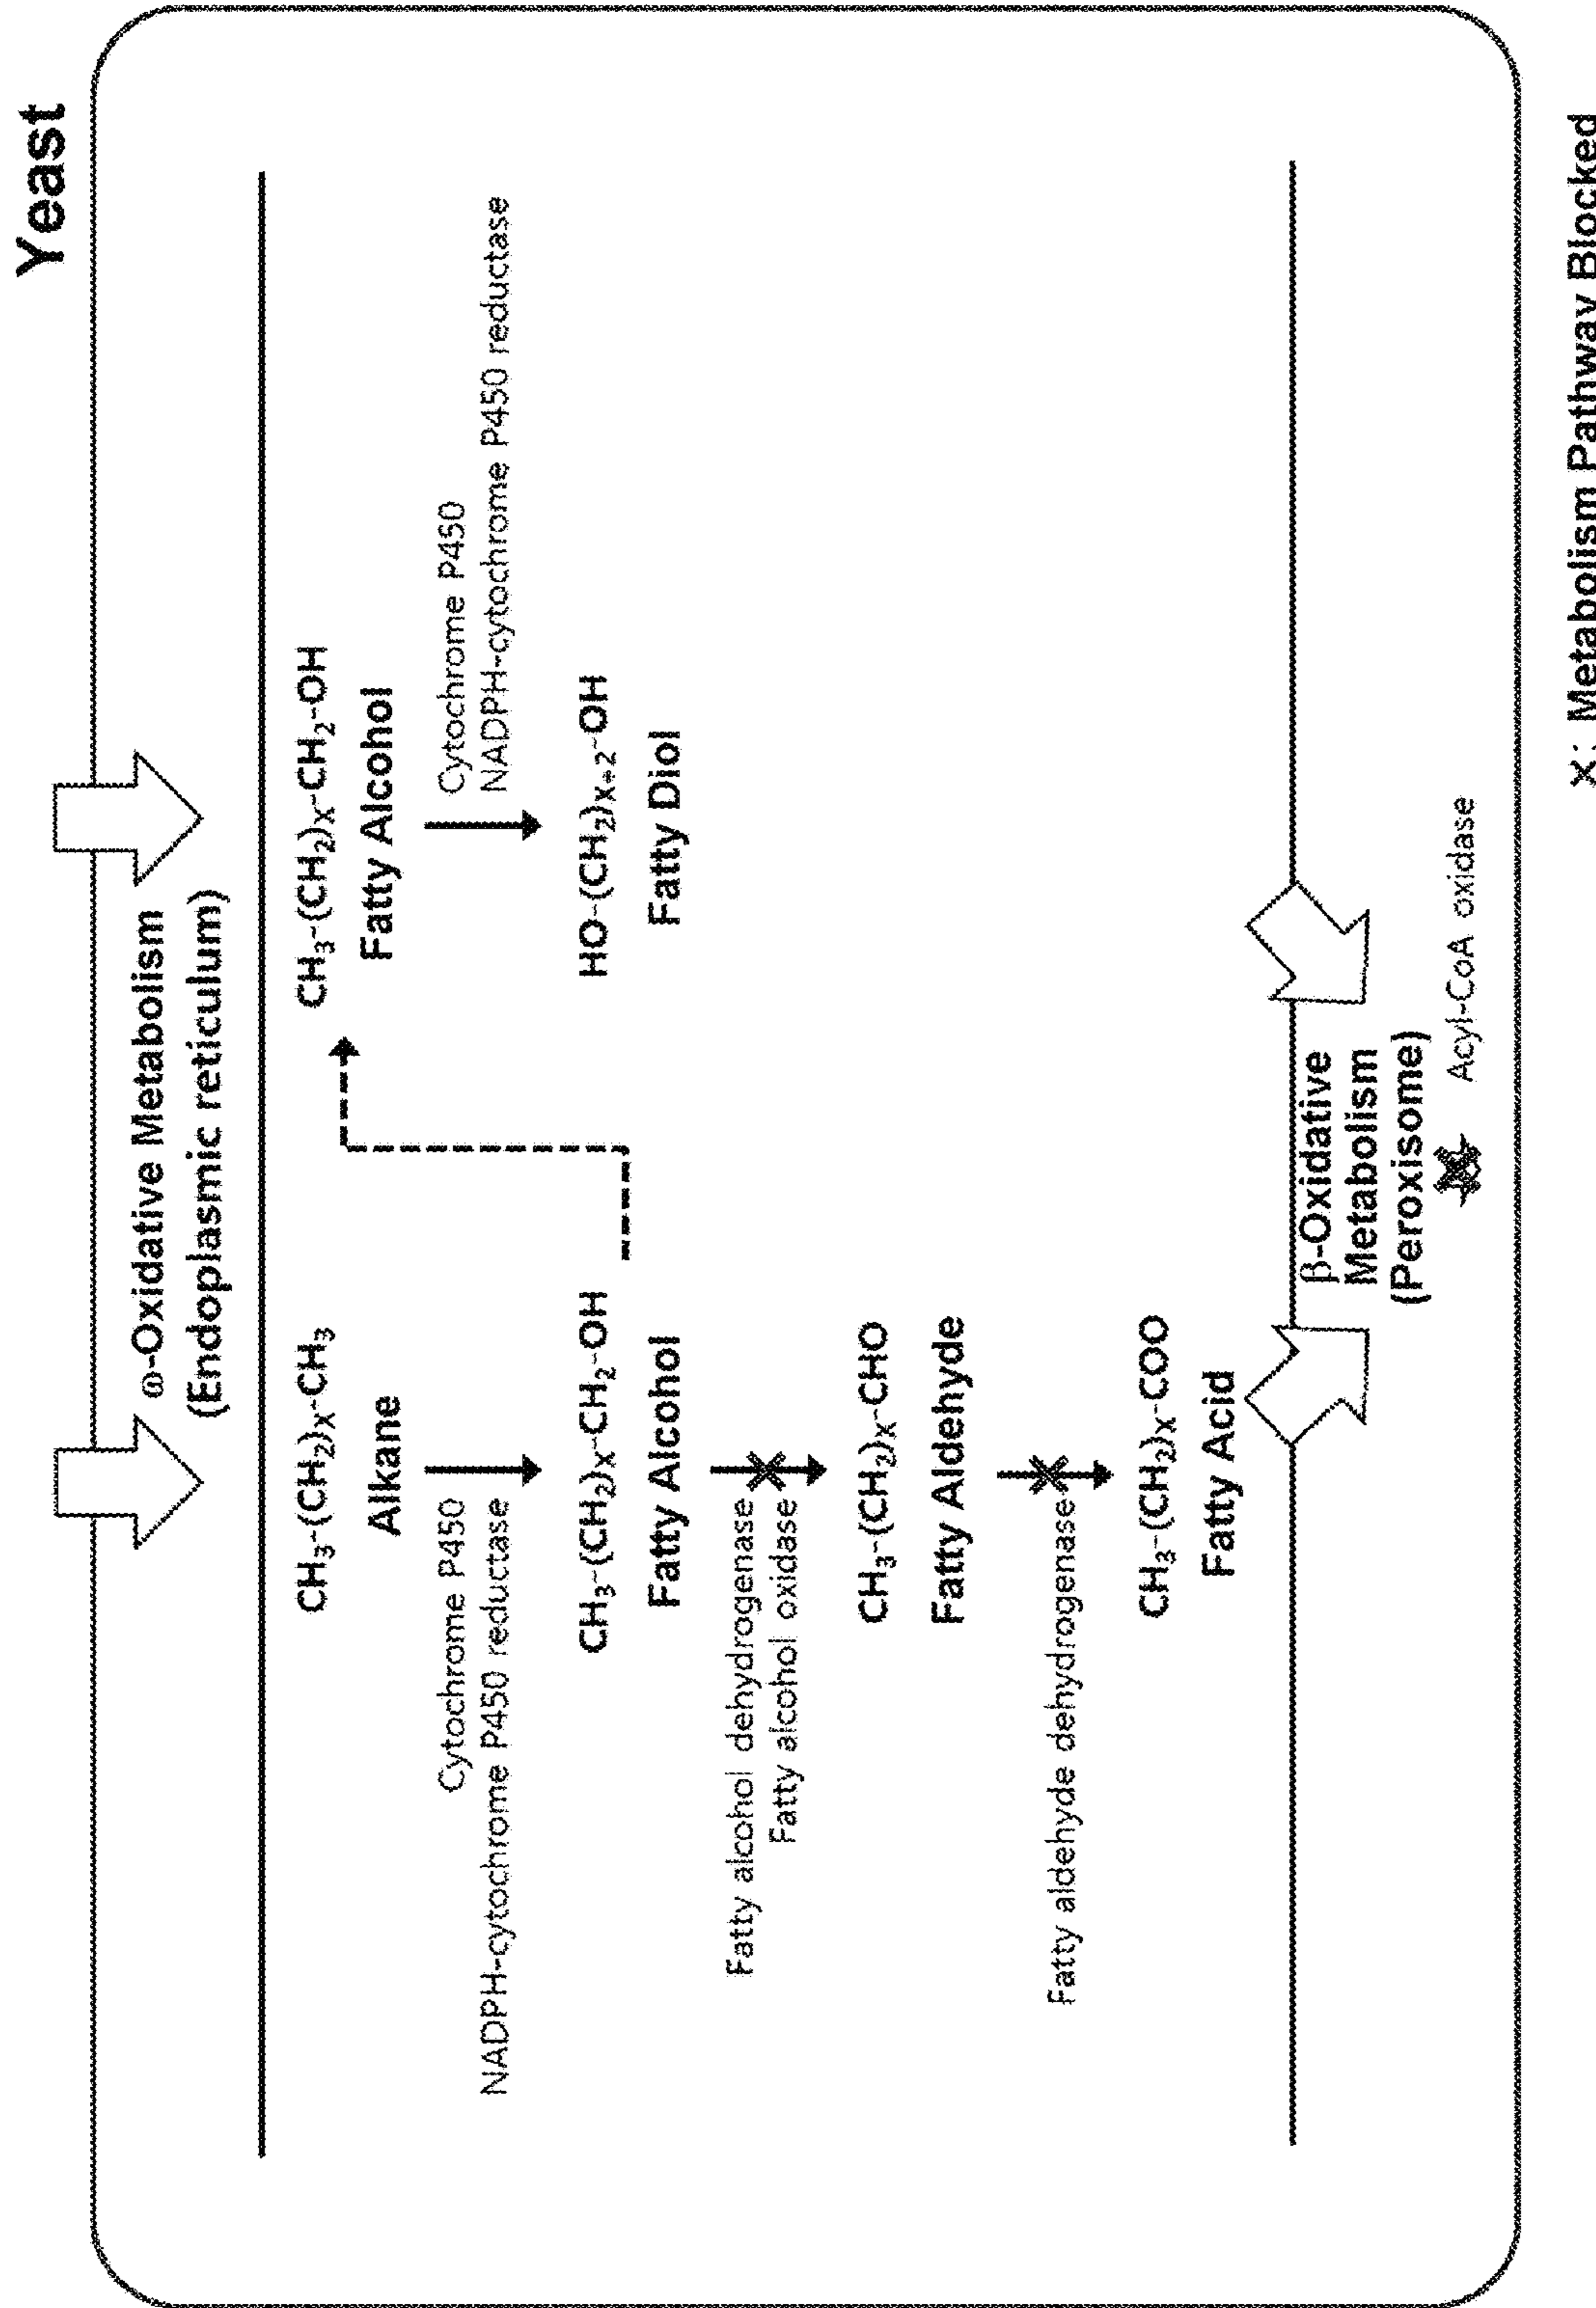 Yeast
ω-Oxidative Metabolism
(Endoplasmic reticulum)
CH₃-(CH₂)ₓ-CH₃
Alkane
Cytochrome P450
NADPH-cytochrome P450 reductase
CH₃-(CH₂)ₓ-CH₂-OH
Fatty Alcohol
Fatty alcohol dehydrogenase
Fatty alcohol oxidase
CH₃-(CH₂)ₓ-CHO
Fatty Aldehyde
Fatty aldehyde dehydrogenase
CH₃-(CH₂)ₓ-COO
Fatty Acid
CH₃-(CH₂)ₓ-CH₂-OH
Fatty Alcohol
Cytochrome P450
NADPH-cytochrome P450 reductase
HO-(CH₂)ₓ₊₂-OH
Fatty Diol
β-Oxidative
Metabolism
(Peroxisome)
Acyl-CoA oxidase
X: Metabolism Pathway Blocked